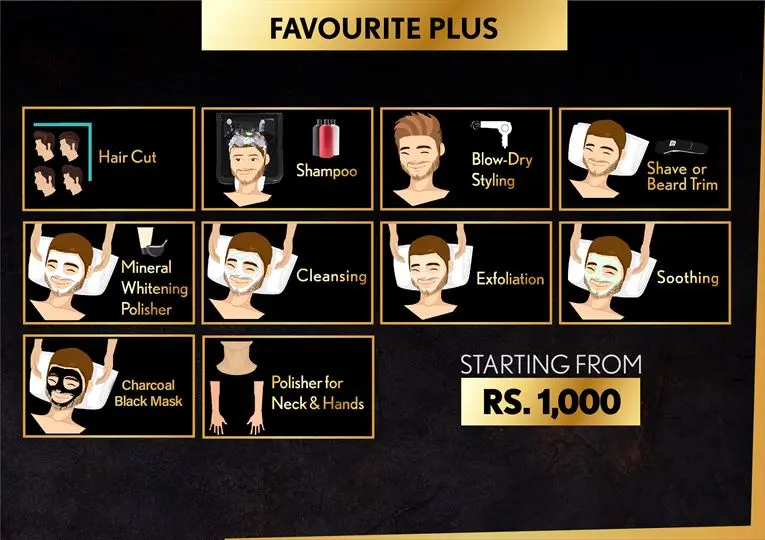 FAVOURITE PLUS
Hair Cut
Shampoo
Blow-Dry
Styling
Shave or
Beard Trim
Mineral
Whitening
Polisher
Cleansing
Exfoliation
Soothing
Charcoal
Black Mask
Polisher for
Neck & Hands
STARTING FROM
RS. 1,000